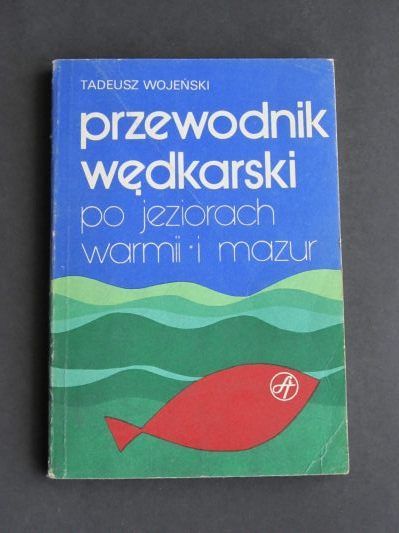 TADEUSZ WOJEŃSKI
przewodnik
wędkarski
po jeziorach
warmii · i mazur